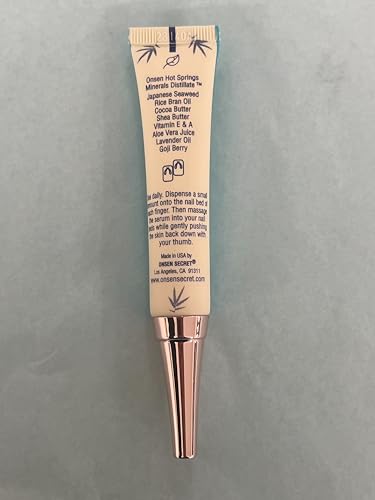 Onsen Hot Springs
Minerals Distillate™
Japanese Seaweed
Rice Bran Oil
Cocoa Butter
Shea Butter
Vitamin E & A
Aloe Vera Juice
Lavender Oil
Goji Berry
daily. Dispense a small
onto the nail bed
finger. Then massage
the serum into your nail
while gently pushing
the skin back down with
your thumb.
Made in USA by
ONSEN SECRET®
Los Angeles, CA 91311
www.onsensecret.com